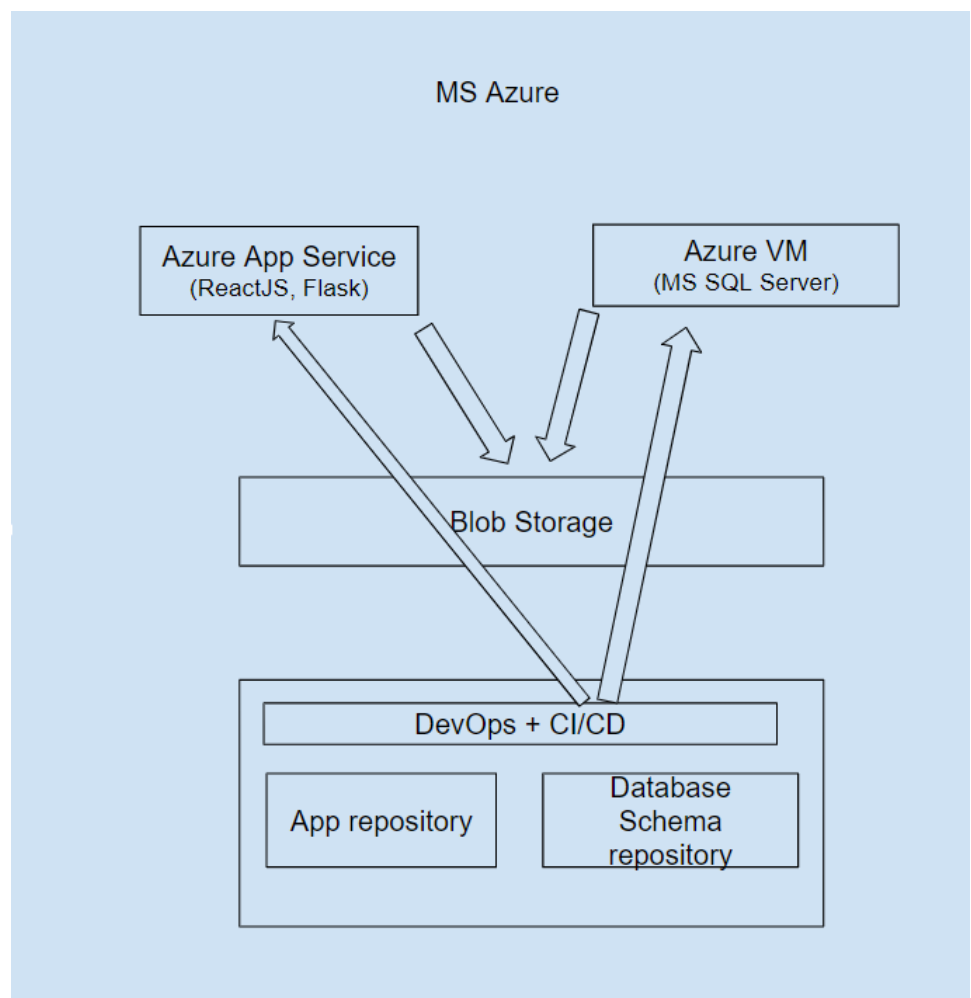 MS Azure
Azure App Service
(ReactJS, Flask)
Azure VM
(MS SQL Server)
Blob Storage
DevOps + CI/CD
App repository
Database
Schema
repository